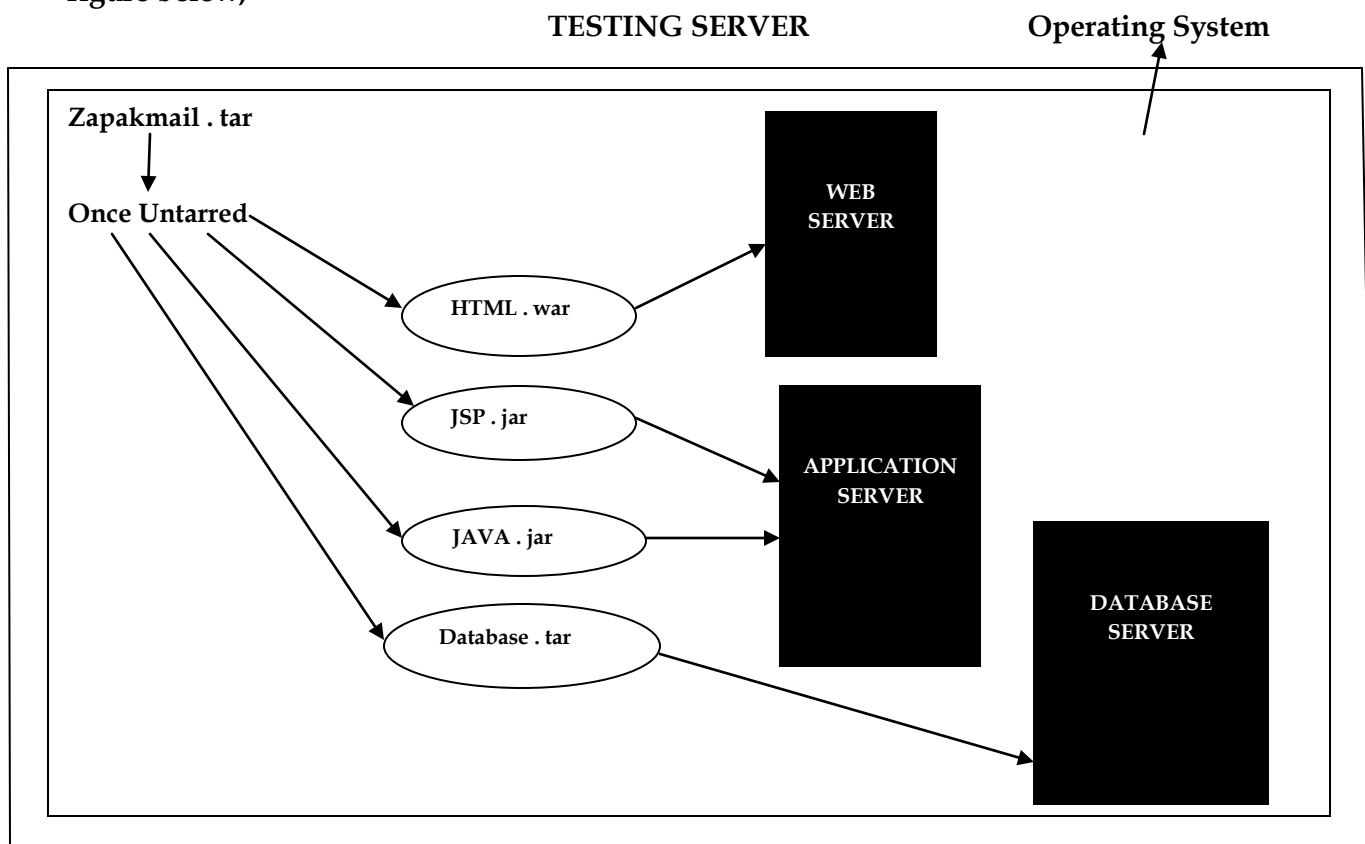 figure below)
TESTING SERVER
Operating System
Zapakmail . tar
Once Untarred
WEB
SERVER
HTML . war
JSP . jar
APPLICATION
SERVER
JAVA . jar
DATABASE
SERVER
Database . tar